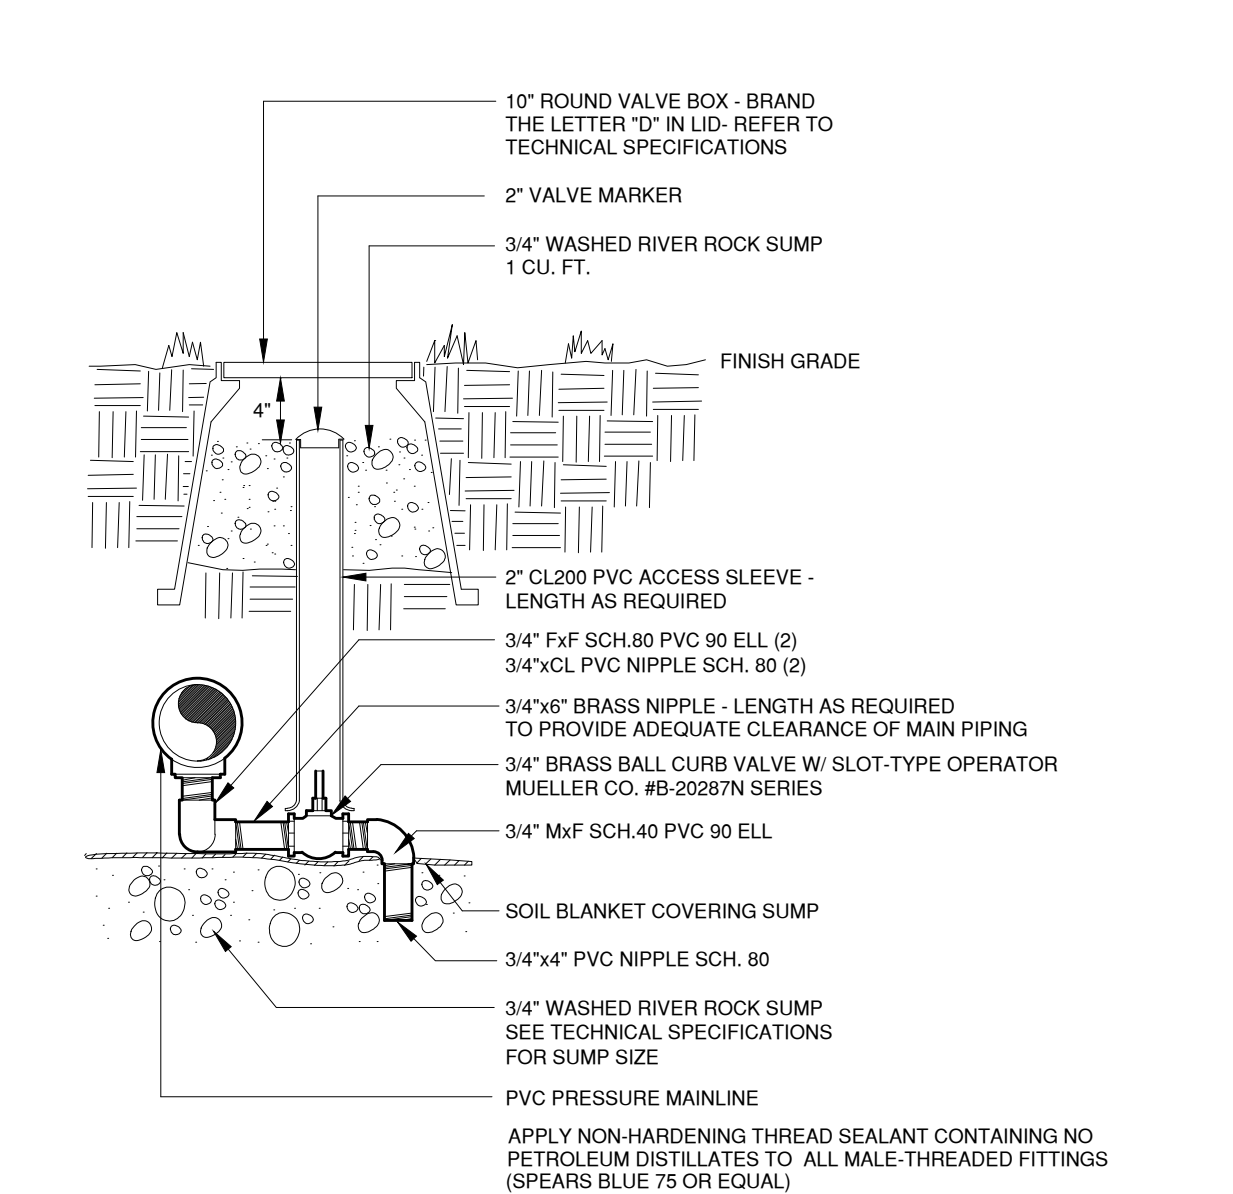 10" ROUND VALVE BOX - BRAND
THE LETTER "D" IN LID- REFER TO
TECHNICAL SPECIFICATIONS
2" VALVE MARKER
3/4" WASHED RIVER ROCK SUMP
1 CU. FT.
FINISH GRADE
4"
2" CL200 PVC ACCESS SLEEVE -
LENGTH AS REQUIRED
3/4" FxF SCH.80 PVC 90 ELL (2)
3/4"xCL PVC NIPPLE SCH. 80 (2)
3/4"x6" BRASS NIPPLE - LENGTH AS REQUIRED
TO PROVIDE ADEQUATE CLEARANCE OF MAIN PIPING
3/4" BRASS BALL CURB VALVE W/ SLOT-TYPE OPERATOR
MUELLER CO. #B-20287N SERIES
3/4" MxF SCH.40 PVC 90 ELL
SOIL BLANKET COVERING SUMP
3/4"x4" PVC NIPPLE SCH. 80
3/4" WASHED RIVER ROCK SUMP
SEE TECHNICAL SPECIFICATIONS
FOR SUMP SIZE
PVC PRESSURE MAINLINE
APPLY NON-HARDENING THREAD SEALANT CONTAINING NO
PETROLEUM DISTILLATES TO  ALL MALE-THREADED FITTINGS
(SPEARS BLUE 75 OR EQUAL)